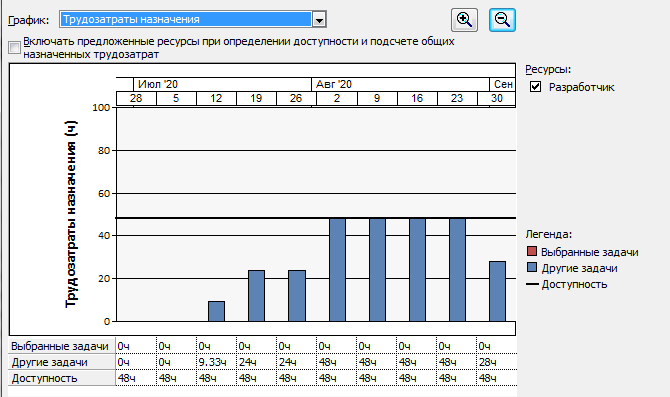 График: Трудозатраты назначения
Включать предложенные ресурсы при определении доступности и подсчете общих
назначенных трудозатрат
Ресурсы:
Разработчик
Июл '20 Авг '20 Сен
28 5 12 19 26 2 9 16 23 30
Трудозатраты назначения (ч)
100
80
60
40
20
0
Легенда:
Выбранные задачи
Другие задачи
Доступность
Выбранные задачи 0ч 0ч 0ч 0ч 0ч 0ч 0ч 0ч 0ч 0ч
Другие задачи 0ч 0ч 9,33ч 24ч 24ч 48ч 48ч 48ч 48ч 28ч
Доступность 48ч 48ч 48ч 48ч 48ч 48ч 48ч 48ч 48ч 48ч